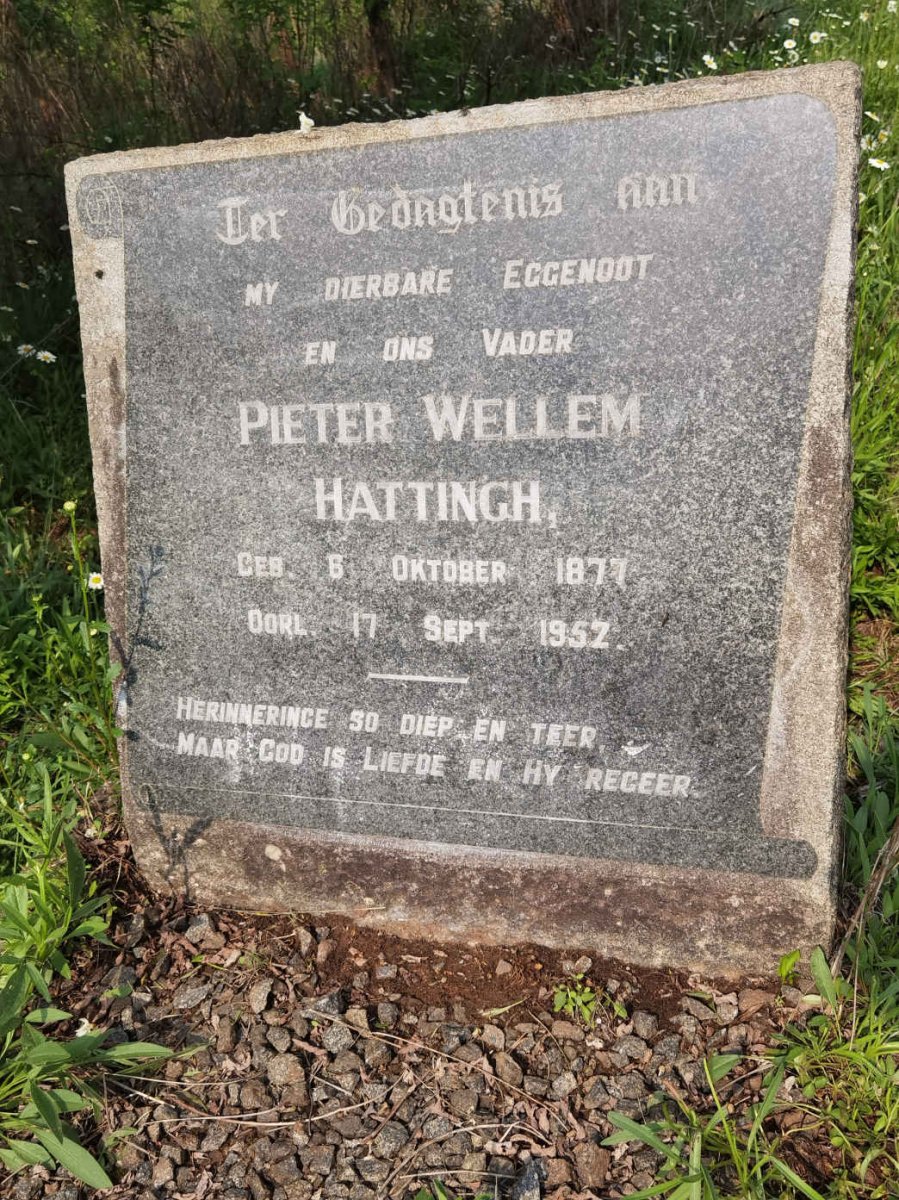 Ter Gedagtenis aan
MY DIERBARE EGGENOOT
EN ONS VADER
PIETER WELLEM
HATTINGH,
GEB. 6 OKTOBER 1877
OORL. 17 SEPT. 1952.
HERINNERINGE SO DIEP EN TEER,
MAAR GOD IS LIEFDE EN HY REGEER.